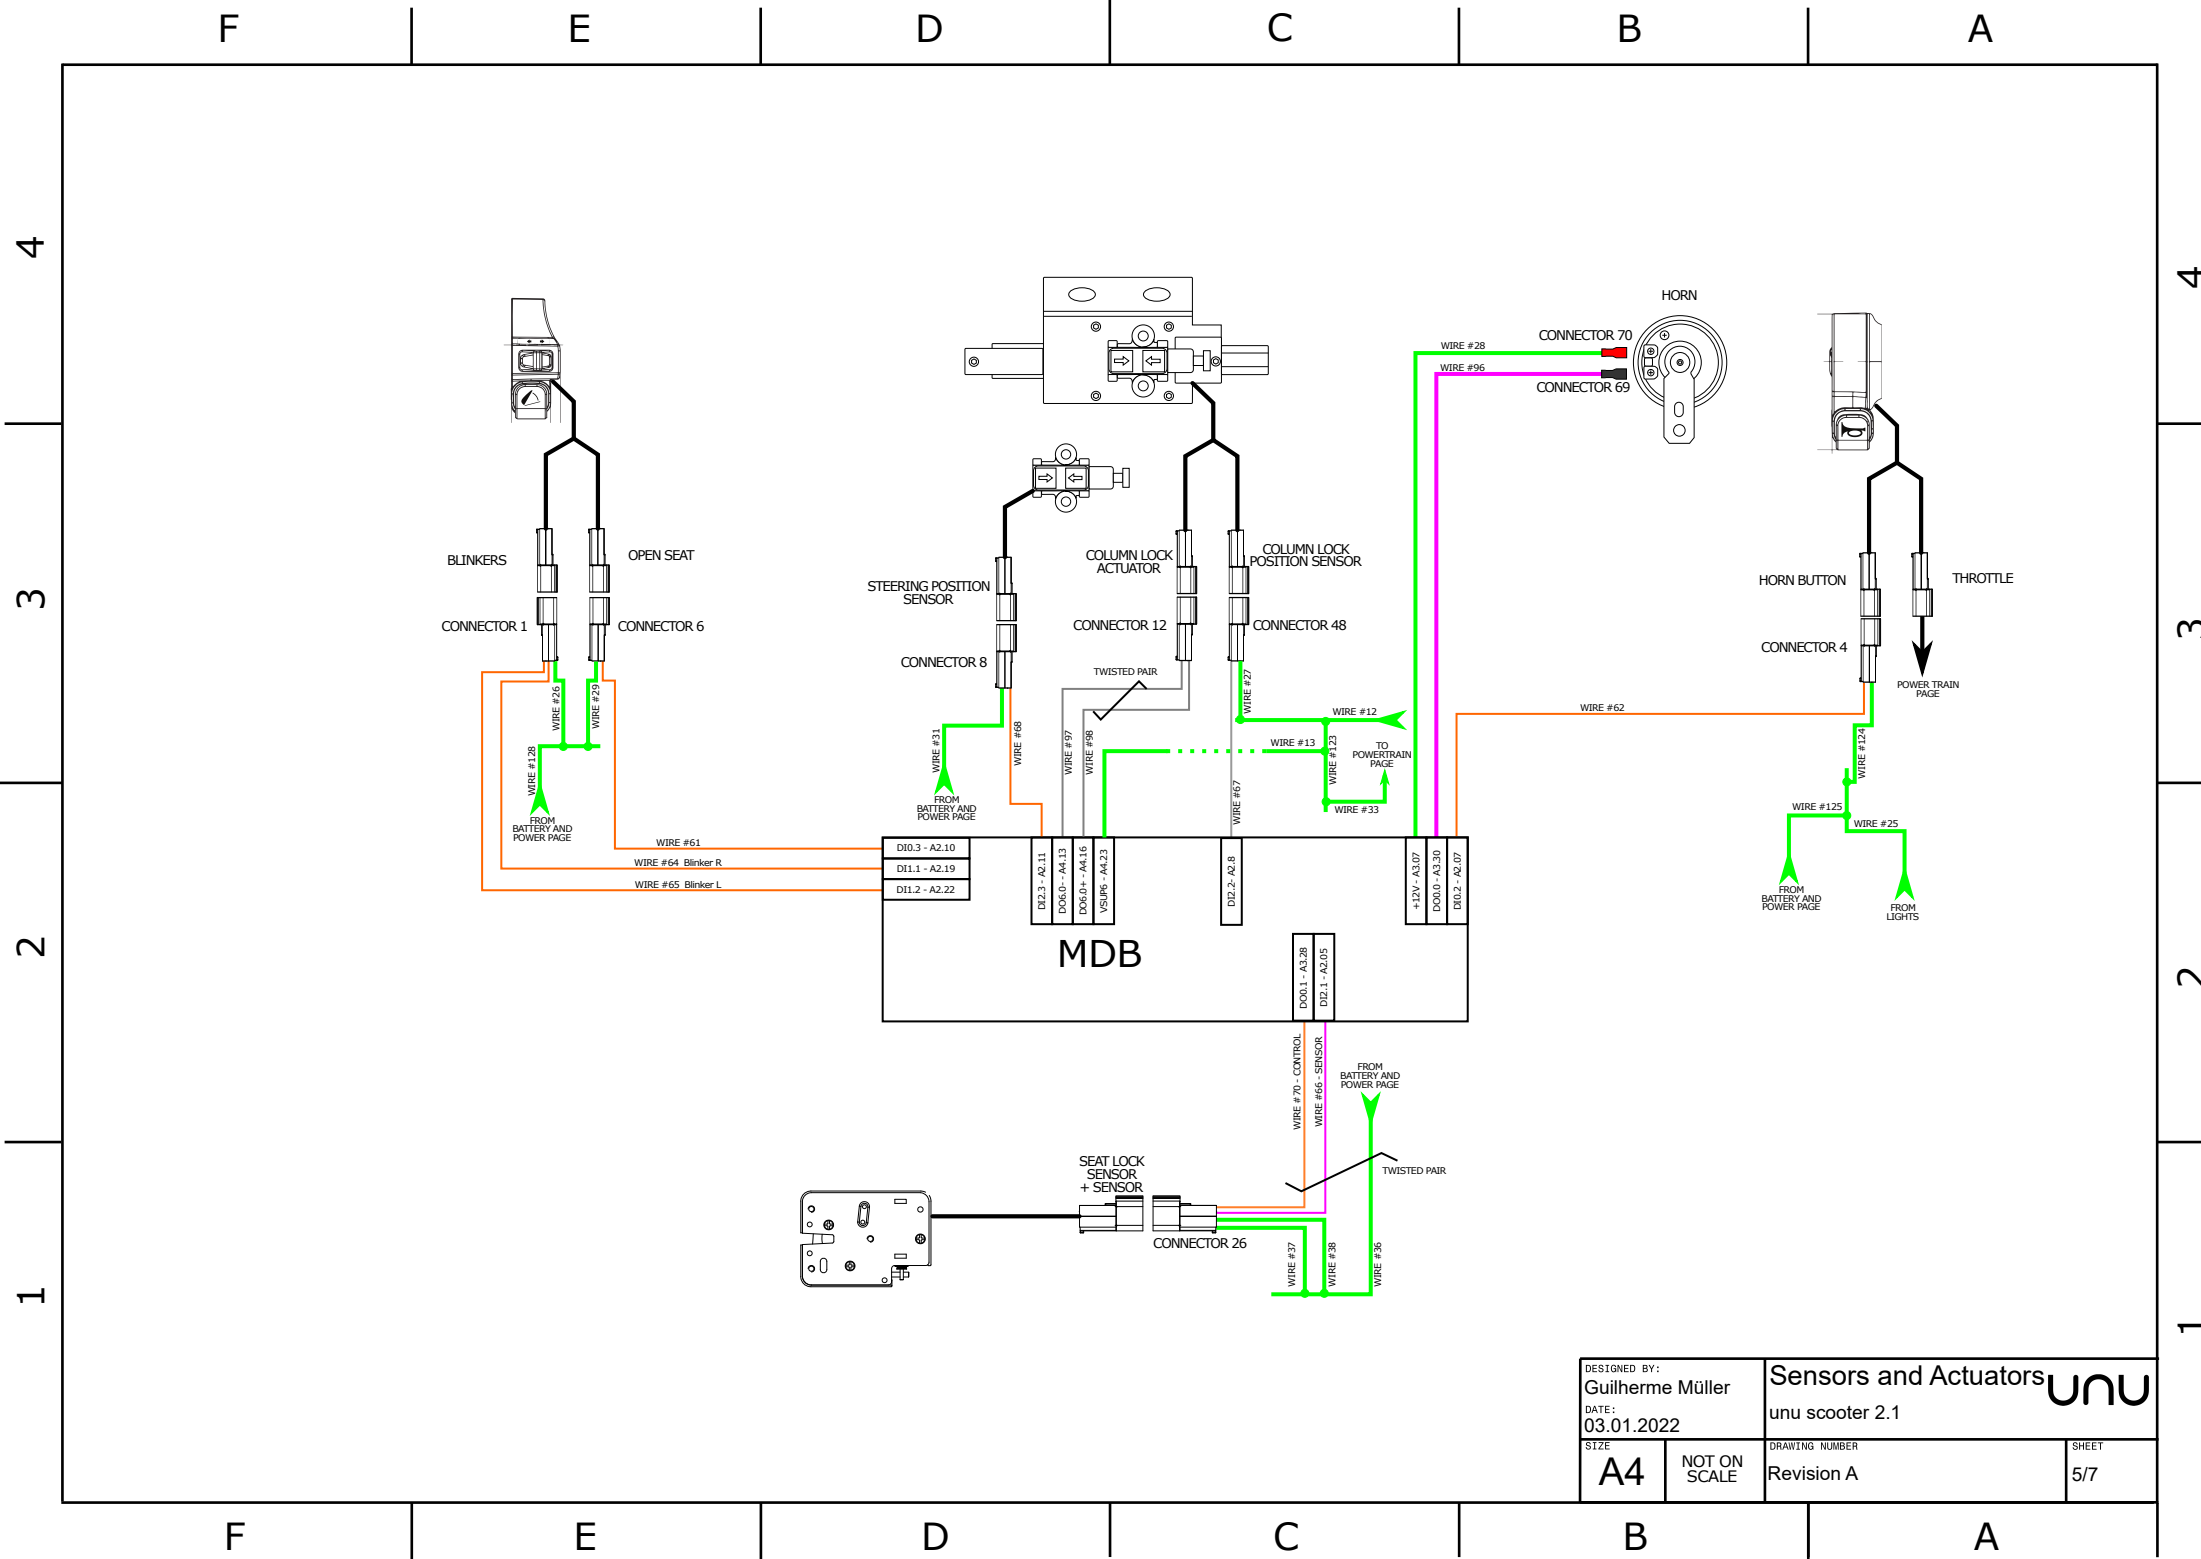 F
E
D
C
B
A
4
3
2
1
4
3
2
1
HORN
CONNECTOR 70
CONNECTOR 69
WIRE #28
WIRE #96
BLINKERS
OPEN SEAT
CONNECTOR 1
CONNECTOR 6
WIRE #26
WIRE #29
WIRE #128
FROM
BATTERY AND
POWER PAGE
STEERING POSITION
SENSOR
CONNECTOR 8
WIRE #31
WIRE #68
FROM
BATTERY AND
POWER PAGE
COLUMN LOCK
ACTUATOR
COLUMN LOCK
POSITION SENSOR
CONNECTOR 12
CONNECTOR 48
TWISTED PAIR
WIRE #97
WIRE #98
WIRE #27
WIRE #12
WIRE #13
WIRE #123
TO
POWERTRAIN
PAGE
WIRE #33
WIRE #67
HORN BUTTON
THROTTLE
CONNECTOR 4
POWER TRAIN
PAGE
WIRE #62
WIRE #124
WIRE #125
WIRE #25
FROM
BATTERY AND
POWER PAGE
FROM
LIGHTS
WIRE #61
WIRE #64 Blinker R
WIRE #65 Blinker L
DI0.3 - A2.10
DI1.1 - A2.19
DI1.2 - A2.22
DI2.3 - A2.11
DO6.0- - A4.13
DO6.0+ - A4.16
VSUP6 - A4.23
DI2.2- A2.8
+12V - A3.07
DO0.0 - A3.30
DI0.2 - A2.07
MDB
DO0.1 - A3.28
DI2.1 - A2.05
WIRE #70 - CONTROL
WIRE #66 - SENSOR
FROM
BATTERY AND
POWER PAGE
TWISTED PAIR
SEAT LOCK
SENSOR
+ SENSOR
CONNECTOR 26
WIRE #37
WIRE #38
WIRE #36
DESIGNED BY:
Guilherme Müller
DATE:
03.01.2022
Sensors and Actuators
unu
unu scooter 2.1
SIZE
A4
NOT ON
SCALE
DRAWING NUMBER
Revision A
SHEET
5/7
F
E
D
C
B
A